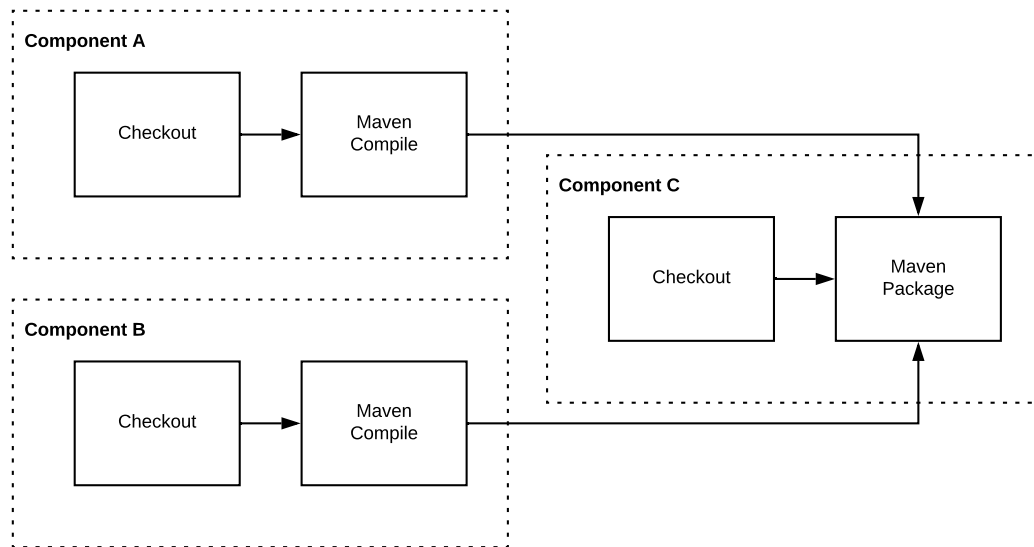 Component A
Checkout
Maven
Compile
Component C
Checkout
Maven
Package
Component B
Checkout
Maven
Compile